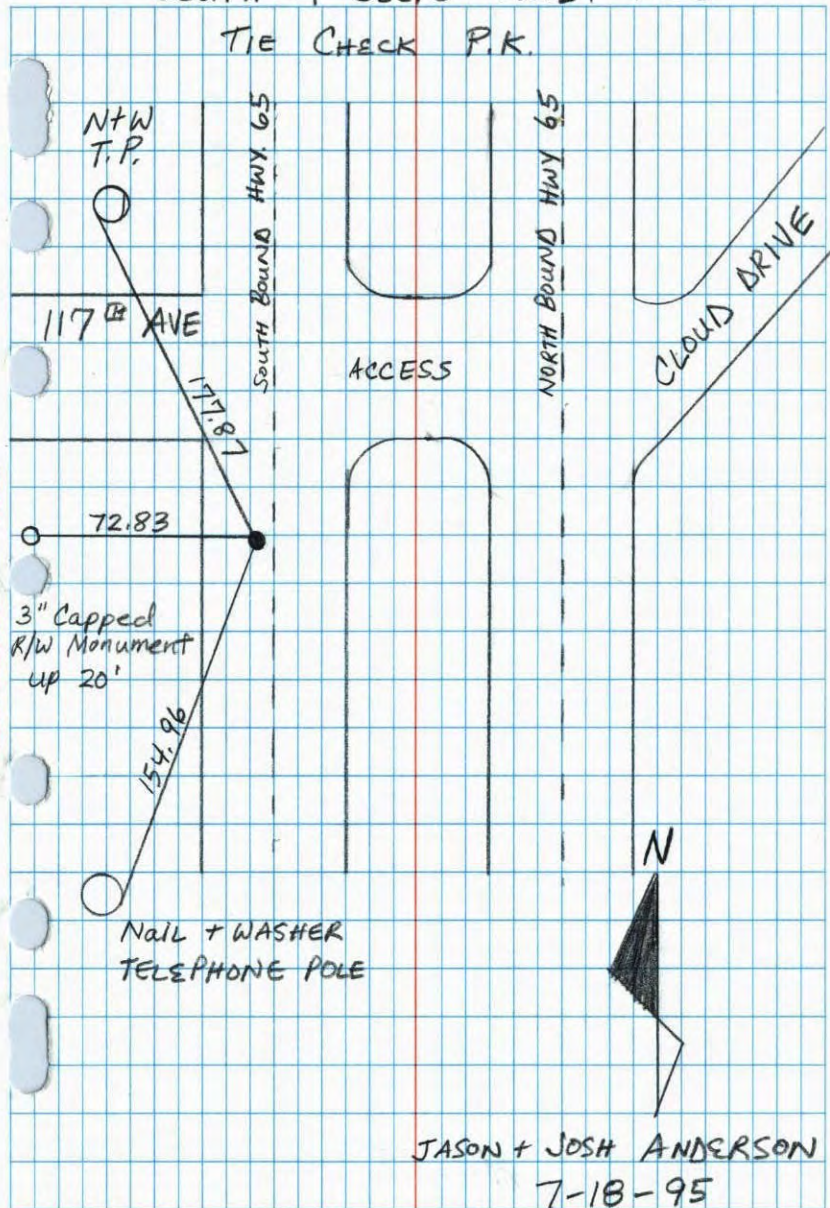 TIE CHECK P.K.
N+W
T.P.
SOUTH BOUND HWY. 65
NORTH BOUND HWY 65
117TH AVE
ACCESS
CLOUD DRIVE
177.87
72.83
3" Capped
R/W Monument
up 20'
154.96
NAIL + WASHER
TELEPHONE POLE
N
JASON + JOSH ANDERSON
7-18-95